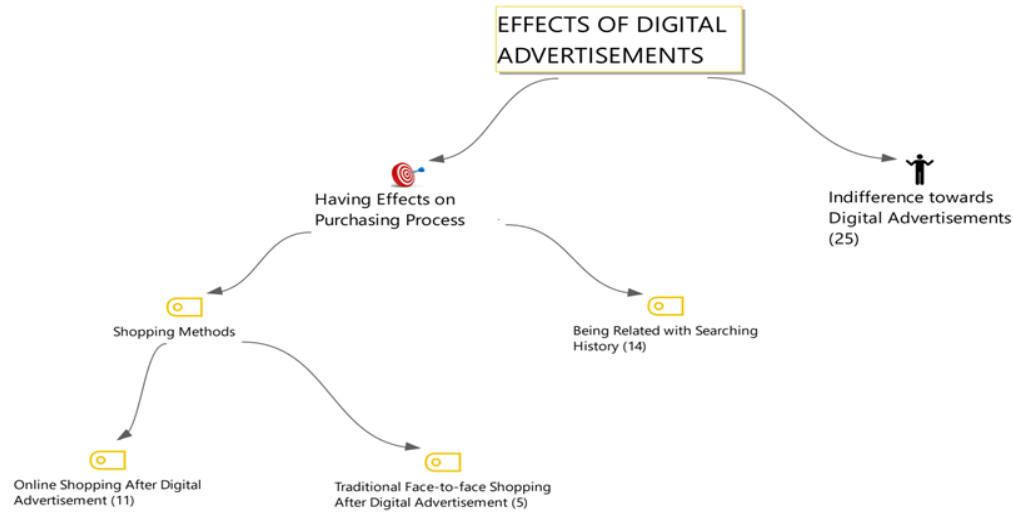 EFFECTS OF DIGITAL
ADVERTISEMENTS
Having Effects on
Purchasing Process
Indifference towards
Digital Advertisements
(25)
Shopping Methods
Being Related with Searching
History (14)
Online Shopping After Digital
Advertisement (11)
Traditional Face-to-face Shopping
After Digital Advertisement (5)